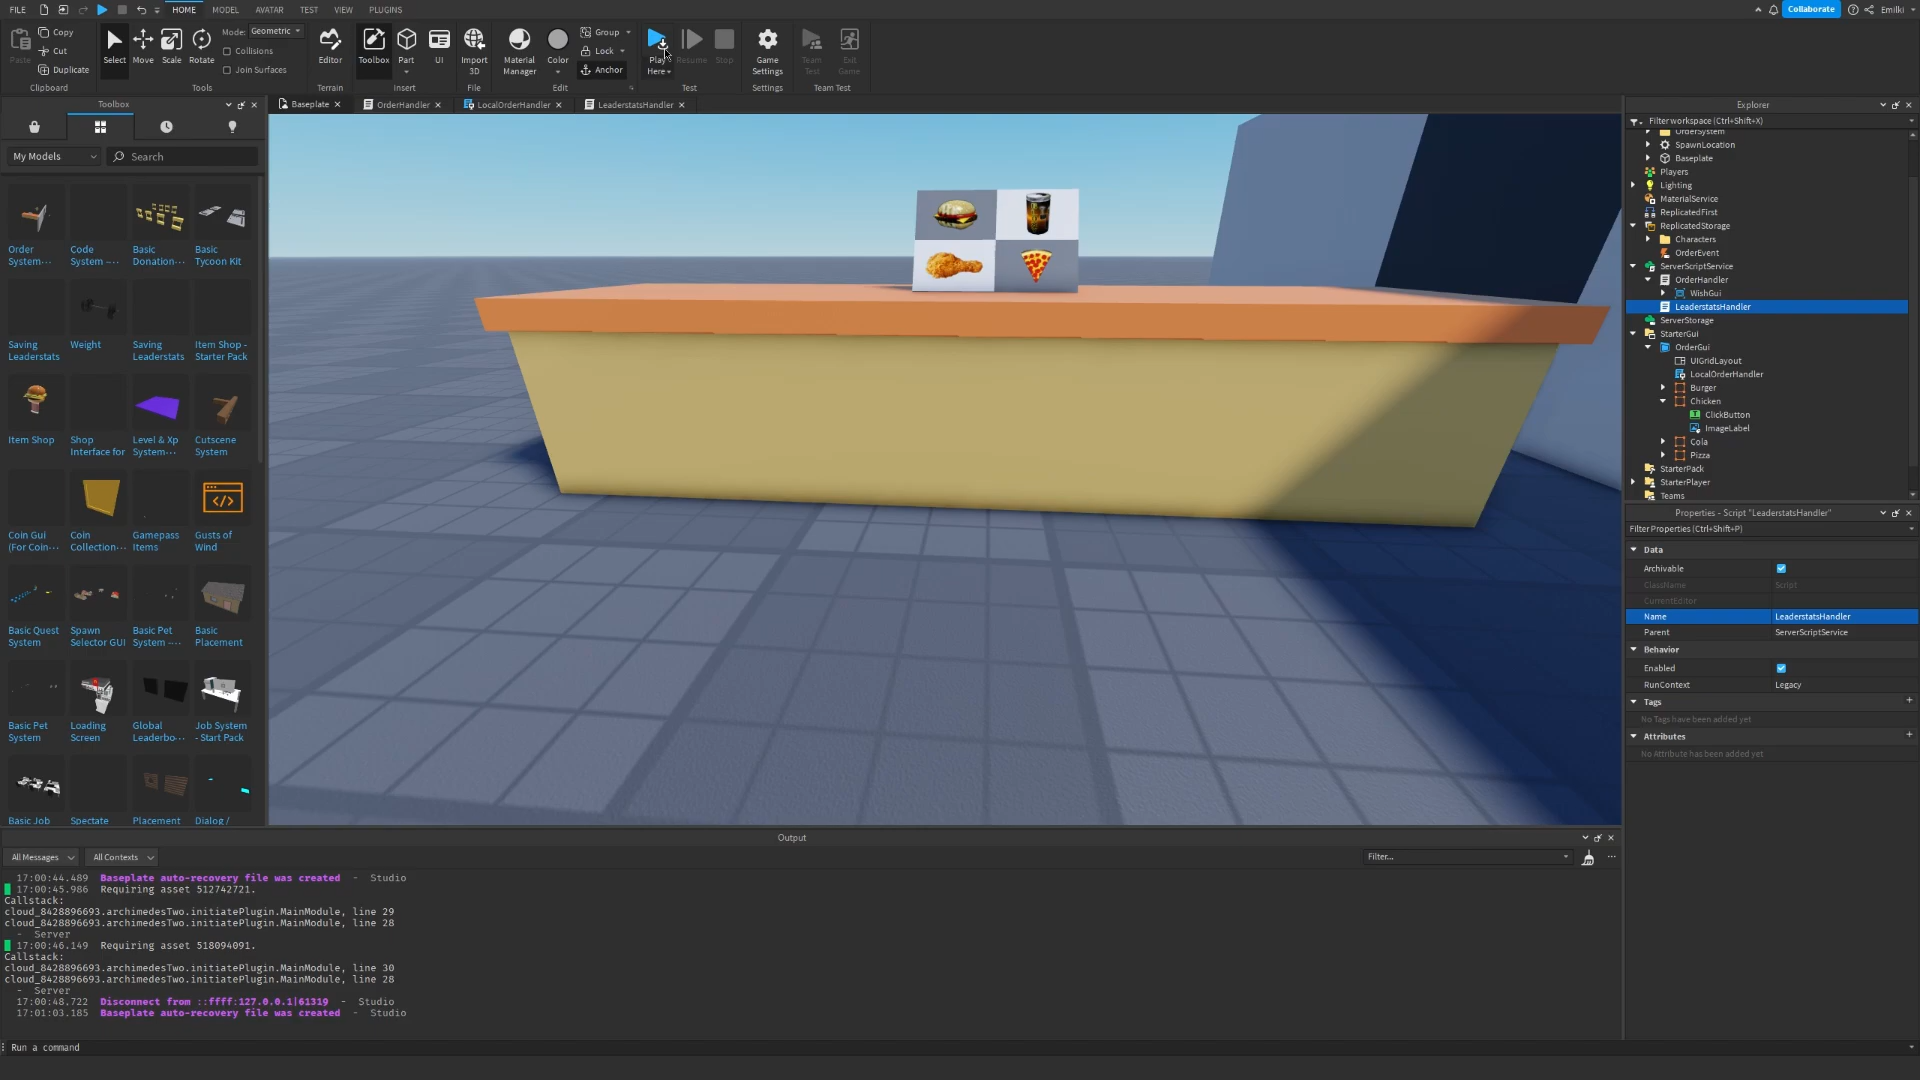 FILE
HOME
MODEL
AVATAR
TEST
VIEW
PLUGINS
Collaborate
Emilki
Paste
Copy
Cut
Duplicate
Clipboard
Select
Move
Scale
Rotate
Mode: Geometric
Collisions
Join Surfaces
Tools
Editor
Terrain
Toolbox
Part
UI
Insert
Import
3D
File
Material
Manager
Color
Group
Lock
Anchor
Edit
Play
Here
Resume
Stop
Test
Game
Settings
Settings
Team
Test
Exit
Game
Team Test
Toolbox
Baseplate
OrderHandler
LocalOrderHandler
LeaderstatsHandler
My Models
Search
Order
System···
Code
System -···
Basic
Donation···
Basic
Tycoon Kit
Saving
Leaderstats
Weight
Saving
Leaderstats
Item Shop -
Starter Pack
Item Shop
Shop
Interface for
Level & Xp
System···
Cutscene
System
Coin Gui
(For Coin···
Coin
Collection···
Gamepass
Items
Gusts of
Wind
Basic Quest
System
Spawn
Selector GUI
Basic Pet
System -···
Basic
Placement
Basic Pet
System
Loading
Screen
Global
Leaderbo···
Job System
- Start Pack
Basic Job
Spectate
Placement
Dialog /
Explorer
Filter workspace (Ctrl+Shift+X)
OrderSystem
SpawnLocation
Baseplate
Players
Lighting
MaterialService
ReplicatedFirst
ReplicatedStorage
Characters
OrderEvent
ServerScriptService
OrderHandler
WishGui
LeaderstatsHandler
ServerStorage
StarterGui
OrderGui
UIGridLayout
LocalOrderHandler
Burger
Chicken
ClickButton
ImageLabel
Cola
Pizza
StarterPack
StarterPlayer
Teams
Properties - Script "LeaderstatsHandler"
Filter Properties (Ctrl+Shift+P)
Data
Archivable
ClassName Script
CurrentEditor
Name LeaderstatsHandler
Parent ServerScriptService
Behavior
Enabled
RunContext Legacy
Tags
No Tags have been added yet
Attributes
No Attribute has been added yet
Output
All Messages
All Contexts
Filter...
17:00:44.489 Baseplate auto-recovery file was created - Studio
17:00:45.986 Requiring asset 512742721.
Callstack:
cloud_8428896693.archimedesTwo.initiatePlugin.MainModule, line 29
cloud_8428896693.archimedesTwo.initiatePlugin.MainModule, line 28
- Server
17:00:46.149 Requiring asset 518094091.
Callstack:
cloud_8428896693.archimedesTwo.initiatePlugin.MainModule, line 30
cloud_8428896693.archimedesTwo.initiatePlugin.MainModule, line 28
- Server
17:00:48.722 Disconnect from ::ffff:127.0.0.1|61319 - Studio
17:01:03.185 Baseplate auto-recovery file was created - Studio
Run a command